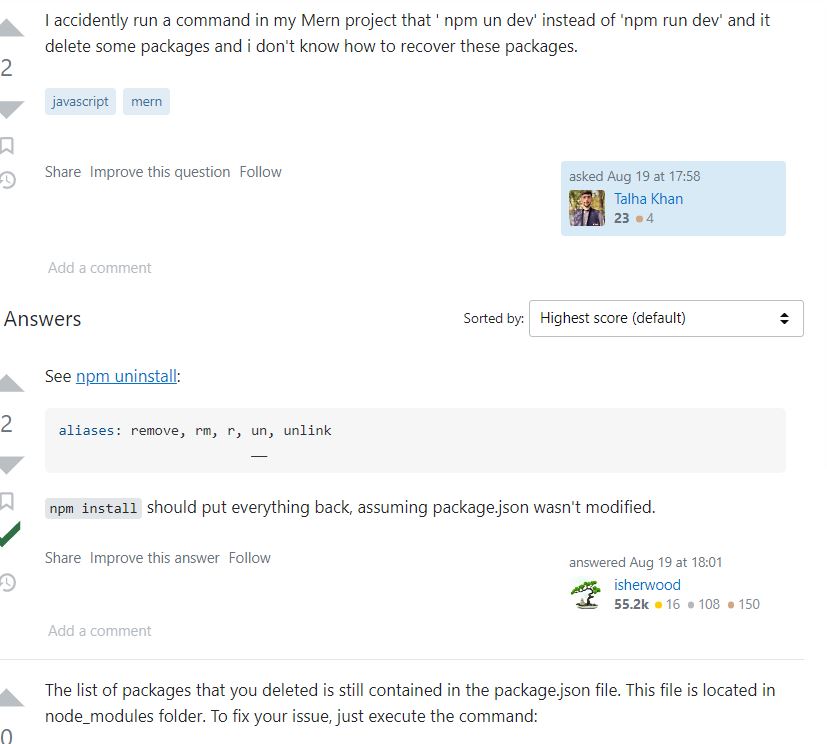 I accidently run a command in my Mern project that ' npm un dev' instead of 'npm run dev' and it
delete some packages and i don't know how to recover these packages.
2
javascript mern
Share Improve this question Follow
asked Aug 19 at 17:58
Talha Khan
23 4
Add a comment
Answers
Sorted by: Highest score (default)
See npm uninstall:
2
aliases: remove, rm, r, un, unlink
npm install should put everything back, assuming package.json wasn't modified.
Share Improve this answer Follow
answered Aug 19 at 18:01
isherwood
55.2k 16 108 150
Add a comment
The list of packages that you deleted is still contained in the package.json file. This file is located in
node_modules folder. To fix your issue, just execute the command:
0